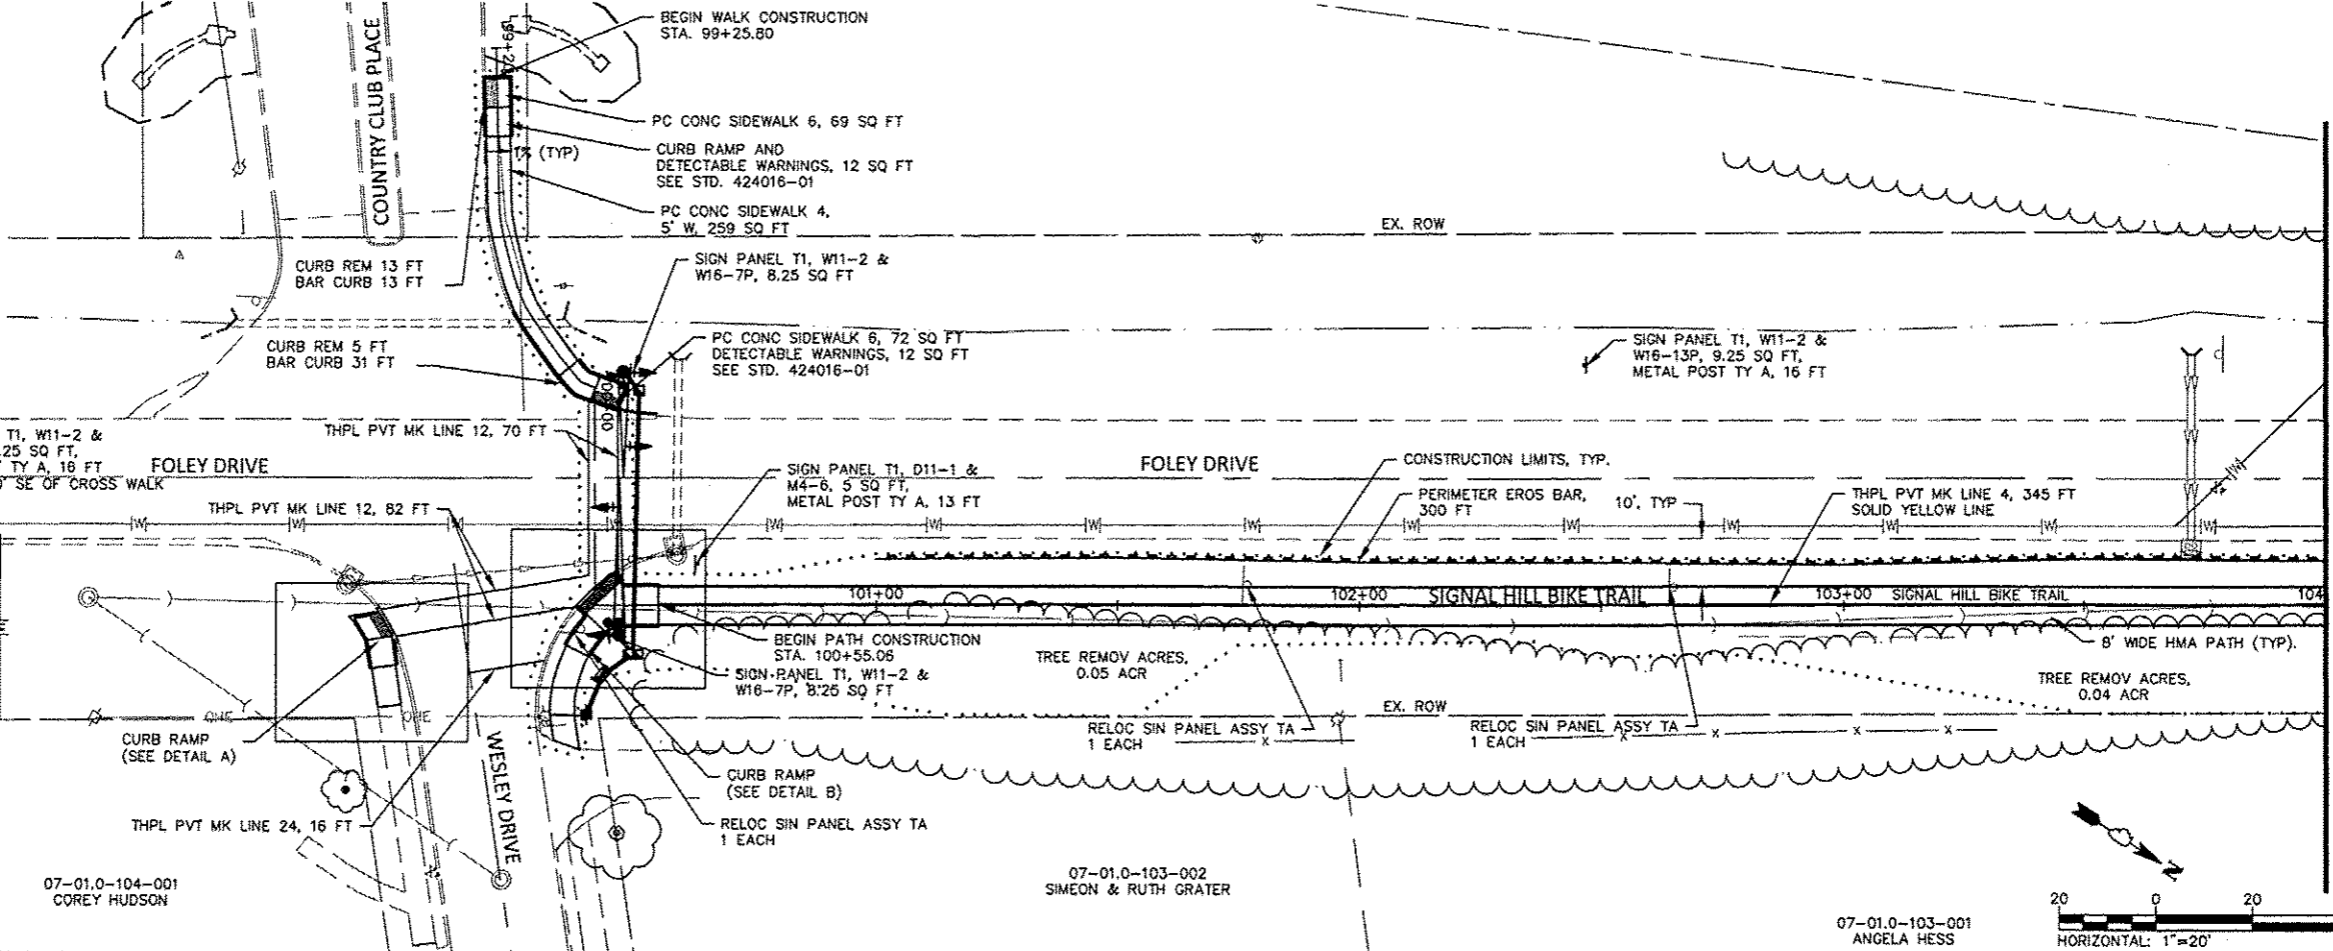 BEGIN WALK CONSTRUCTION
STA. 99+25.80
COUNTRY CLUB PLACE
PC CONC SIDEWALK 6, 69 SQ FT
1% (TYP)
CURB RAMP AND
DETECTABLE WARNINGS, 12 SQ FT
SEE STD. 424016-01
PC CONC SIDEWALK 4,
5' W, 259 SQ FT
EX. ROW
CURB REM 13 FT
BAR CURB 13 FT
SIGN PANEL T1, W11-2 &
W16-7P, 8.25 SQ FT
CURB REM 5 FT
BAR CURB 31 FT
PC CONC SIDEWALK 6, 72 SQ FT
DETECTABLE WARNINGS, 12 SQ FT
SEE STD. 424016-01
SIGN PANEL T1, W11-2 &
W16-13P, 9.25 SQ FT,
METAL POST TY A, 16 FT
T1, W11-2 &
.25 SQ FT,
TY A, 16 FT
SE OF CROSS WALK
FOLEY DRIVE
THPL PVT MK LINE 12, 70 FT
THPL PVT MK LINE 12, 82 FT
SIGN PANEL T1, D11-1 &
M4-6, 5 SQ FT,
METAL POST TY A, 13 FT
FOLEY DRIVE
CONSTRUCTION LIMITS, TYP.
PERIMETER EROS BAR,
300 FT
10', TYP
THPL PVT MK LINE 4, 345 FT
SOLID YELLOW LINE
W W W W W W W W W W W W W W
101+00
102+00
SIGNAL HILL BIKE TRAIL
103+00
SIGNAL HILL BIKE TRAIL
104
BEGIN PATH CONSTRUCTION
STA. 100+55.06
SIGN PANEL T1, W11-2 &
W16-7P, 8.25 SQ FT
TREE REMOV ACRES,
0.05 ACR
8' WIDE HMA PATH (TYP).
TREE REMOV ACRES,
0.04 ACR
OHE OHE
EX. ROW
RELOC SIN PANEL ASSY TA
1 EACH
RELOC SIN PANEL ASSY TA
1 EACH
CURB RAMP
(SEE DETAIL A)
WESLEY DRIVE
CURB RAMP
(SEE DETAIL B)
THPL PVT MK LINE 24, 16 FT
RELOC SIN PANEL ASSY TA
1 EACH
07-01.0-104-001
COREY HUDSON
07-01.0-103-002
SIMEON & RUTH GRATER
07-01.0-103-001
ANGELA HESS
N
20 0 20
HORIZONTAL: 1"=20'